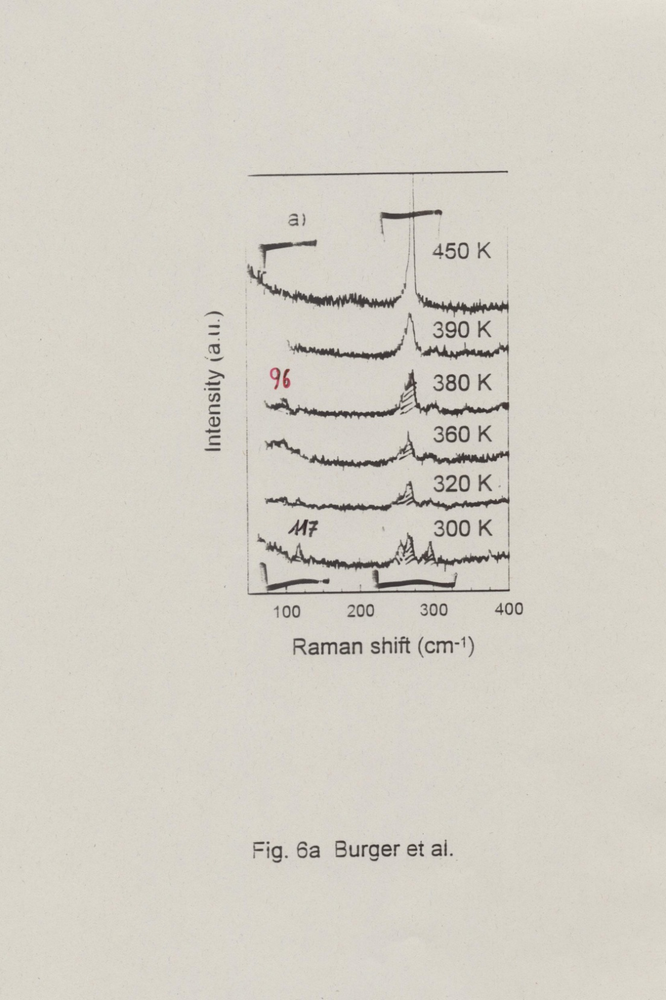 a)
450 K
390 K
96
380 K
360 K
320 K
117
300 K
Intensity (a.u.)
100 200 300 400
Raman shift (cm-1)
Fig. 6a Burger et al.